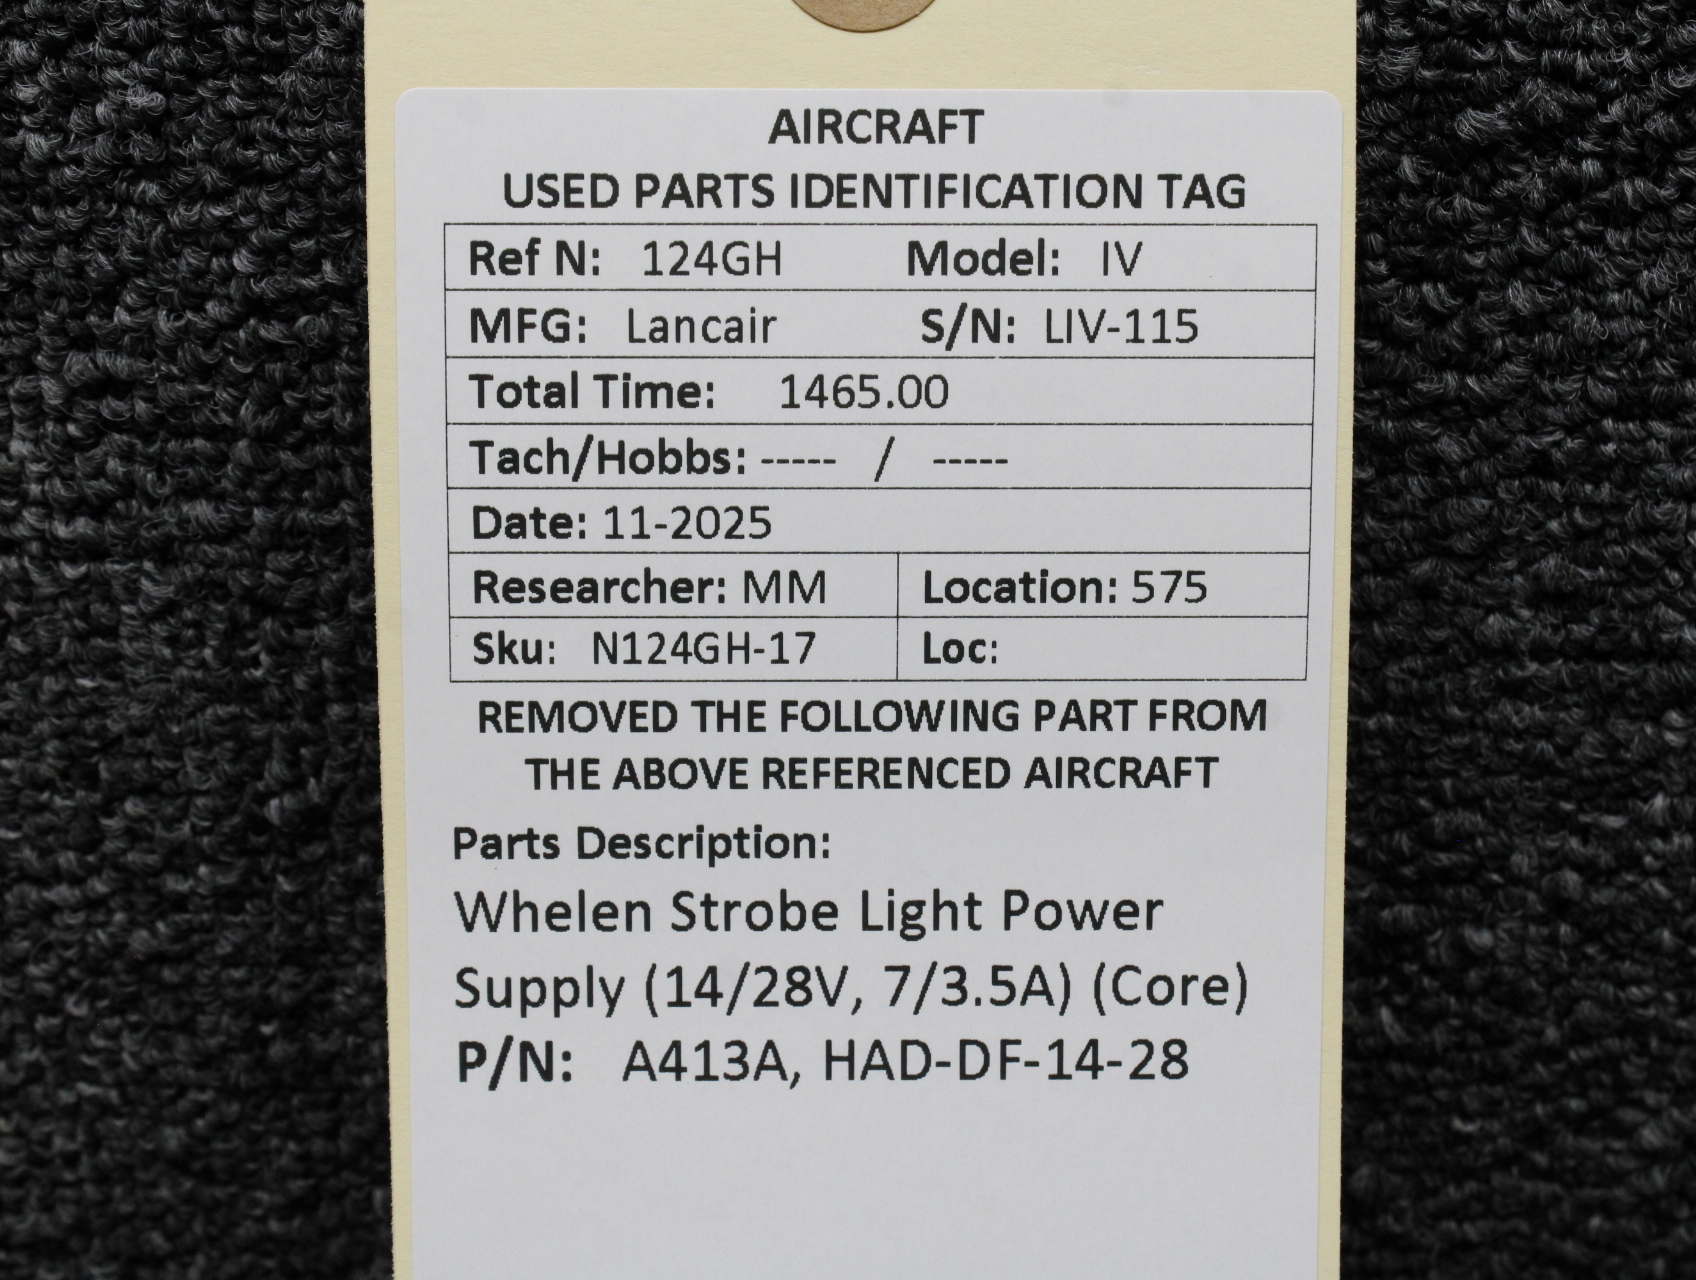 AIRCRAFT
USED PARTS IDENTIFICATION TAG
Ref N: 124GH Model: IV
MFG: Lancair S/N: LIV-115
Total Time: 1465.00
Tach/Hobbs: ----- / -----
Date: 11-2025
Researcher: MM Location: 575
Sku: N124GH-17 Loc:
REMOVED THE FOLLOWING PART FROM
THE ABOVE REFERENCED AIRCRAFT
Parts Description:
Whelen Strobe Light Power
Supply (14/28V, 7/3.5A) (Core)
P/N: A413A, HAD-DF-14-28